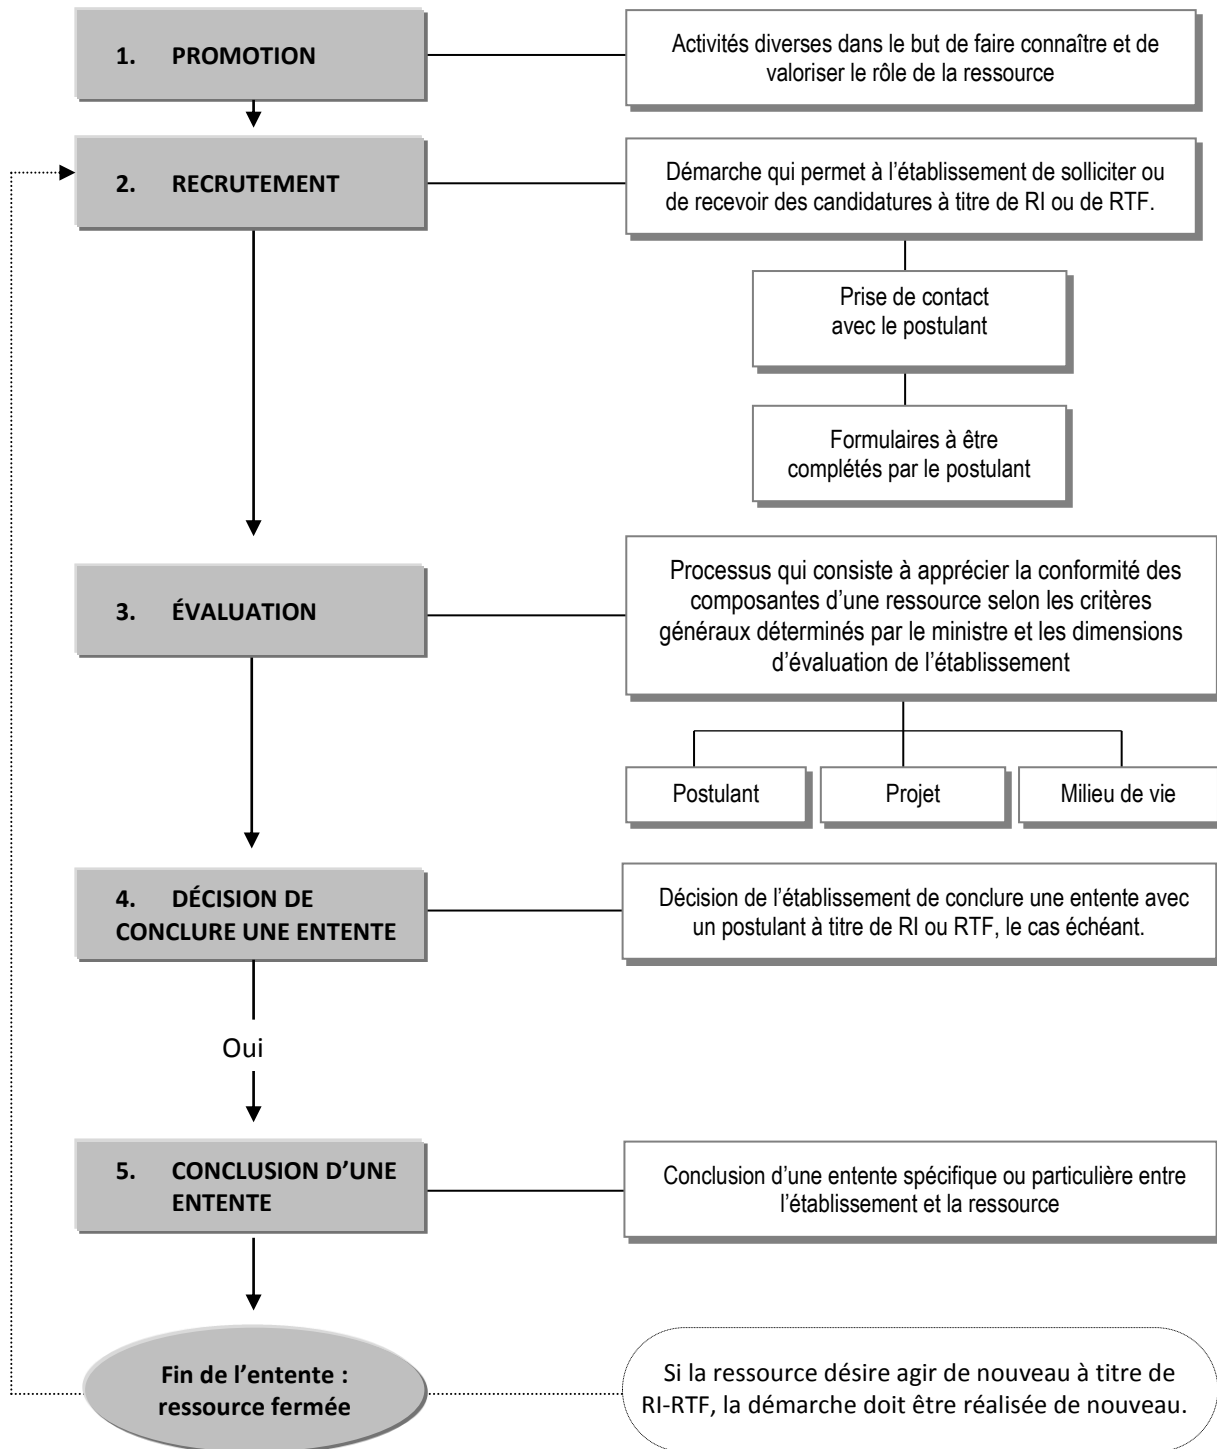 1. PROMOTION
Activités diverses dans le but de faire connaître et de
valoriser le rôle de la ressource
2. RECRUTEMENT
Démarche qui permet à l’établissement de solliciter ou
de recevoir des candidatures à titre de RI ou de RTF.
Prise de contact
avec le postulant
Formulaires à être
complétés par le postulant
3. ÉVALUATION
Processus qui consiste à apprécier la conformité des
composantes d’une ressource selon les critères
généraux déterminés par le ministre et les dimensions
d’évaluation de l’établissement
Postulant
Projet
Milieu de vie
4. DÉCISION DE
CONCLURE UNE ENTENTE
Décision de l’établissement de conclure une entente avec
un postulant à titre de RI ou RTF, le cas échéant.
Oui
5. CONCLUSION D’UNE
ENTENTE
Conclusion d’une entente spécifique ou particulière entre
l’établissement et la ressource
Fin de l’entente :
ressource fermée
Si la ressource désire agir de nouveau à titre de
RI-RTF, la démarche doit être réalisée de nouveau.